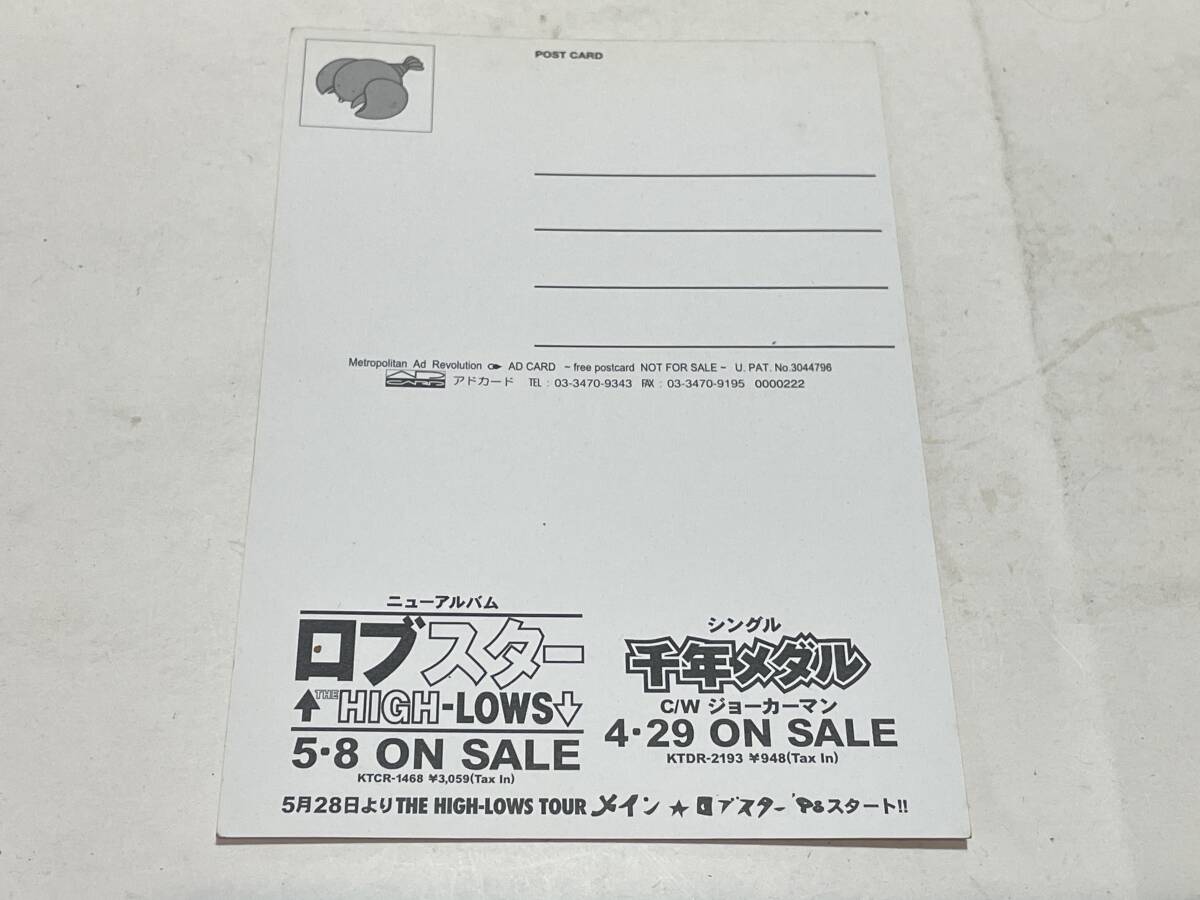 POST CARD
Metropolitan Ad Revolution AD CARD ~ free postcard NOT FOR SALE ~ U. PAT. No.3044796
AD CARD アドカード TEL : 03-3470-9343 FAX : 03-3470-9195 0000222
ニューアルバム
ロブスター
↑THE HIGH-LOWS↓
5·8 ON SALE
KTCR-1468 ¥3,059(Tax In)
シングル
千年メダル
C/W ジョーカーマン
4·29 ON SALE
KTDR-2193 ¥948(Tax In)
5月28日より THE HIGH-LOWS TOUR メイン★ロブスター '98スタート!!